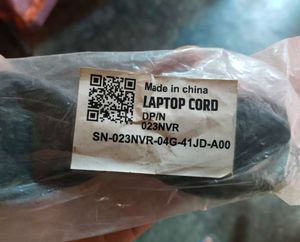 Made in china
LAPTOP CORD
DP/N
023NVR
SN-023NVR-04G-41JD-A00